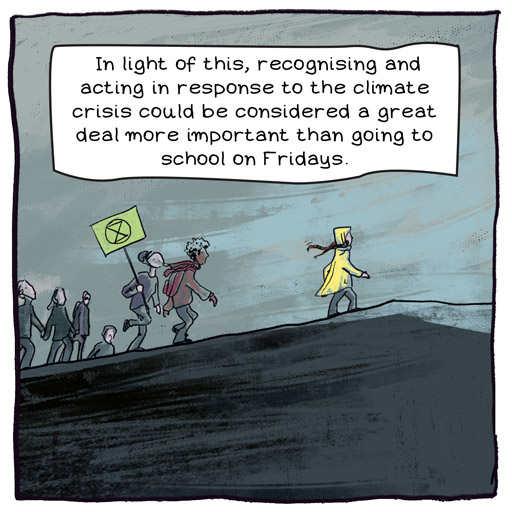 In light of this, recognising and
acting in response to the climate
crisis could be considered a great
deal more important than going to
school on Fridays.